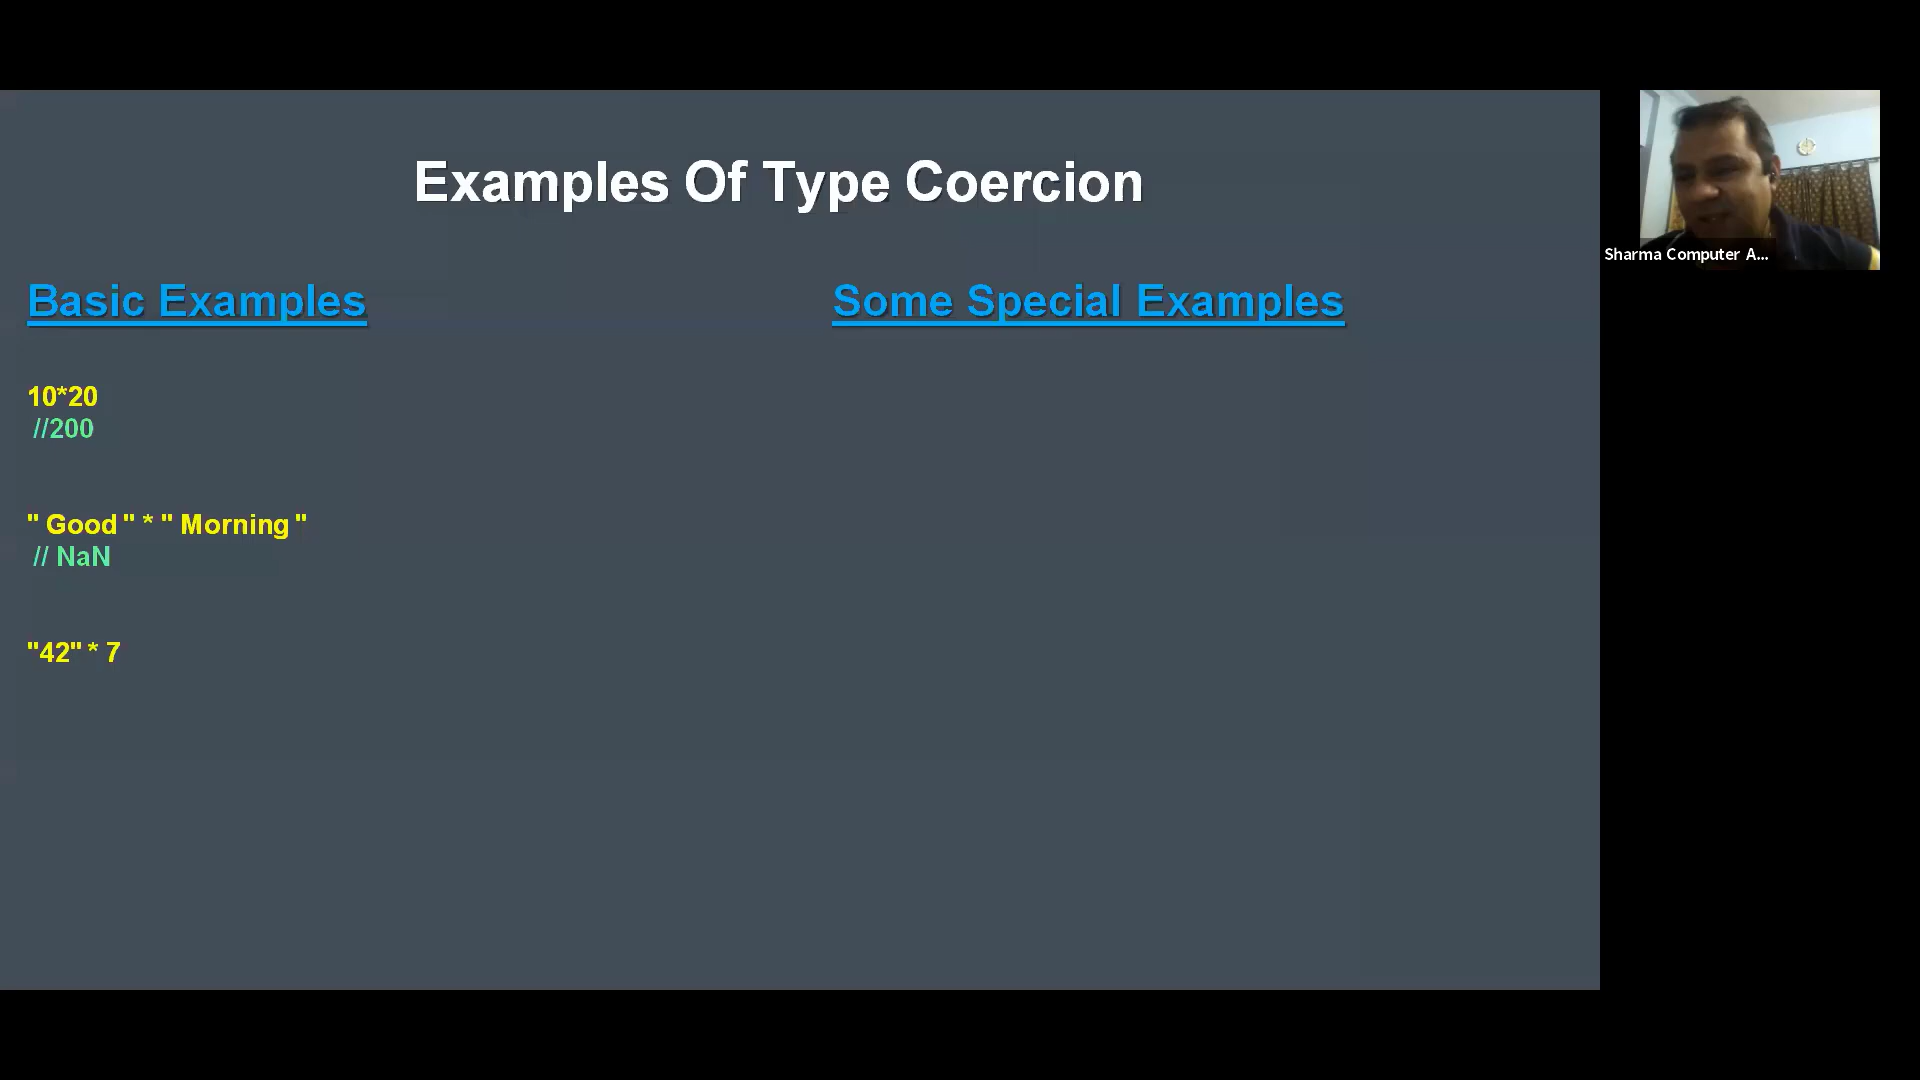 Examples Of Type Coercion
Basic Examples
10*20
//200
" Good " * " Morning "
// NaN
"42" * 7
Some Special Examples
Sharma Computer A...